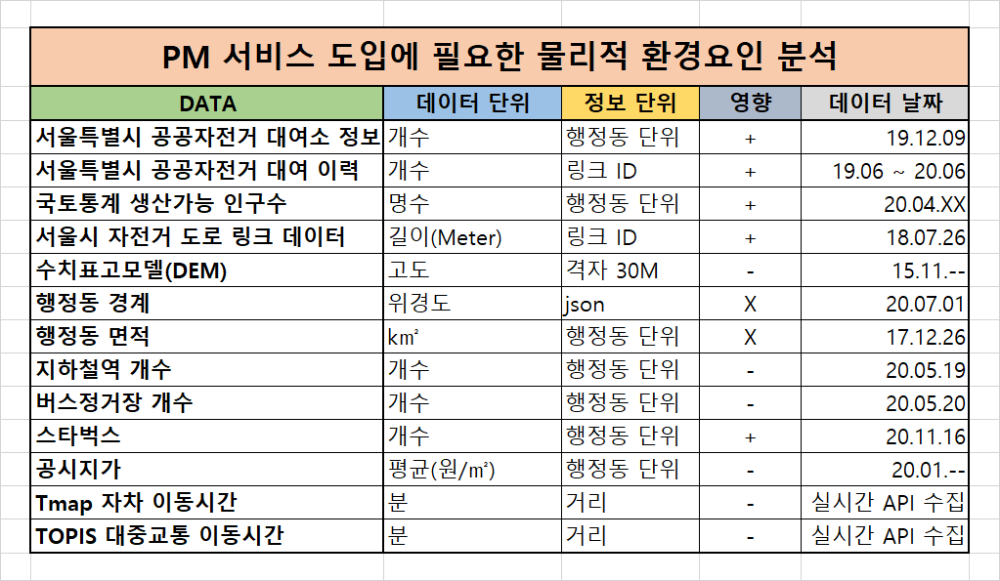 PM 서비스 도입에 필요한 물리적 환경요인 분석
DATA 데이터 단위 정보 단위 영향 데이터 날짜
서울특별시 공공자전거 대여소 정보 개수 행정동 단위 + 19.12.09
서울특별시 공공자전거 대여 이력 개수 링크 ID + 19.06 ~ 20.06
국토통계 생산가능 인구수 명수 행정동 단위 + 20.04.XX
서울시 자전거 도로 링크 데이터 길이(Meter) 링크 ID + 18.07.26
수치표고모델(DEM) 고도 격자 30M - 15.11.--
행정동 경계 위경도 json X 20.07.01
행정동 면적 km² 행정동 단위 X 17.12.26
지하철역 개수 개수 행정동 단위 - 20.05.19
버스정거장 개수 개수 행정동 단위 - 20.05.20
스타벅스 개수 행정동 단위 + 20.11.16
공시지가 평균(원/㎡) 행정동 단위 - 20.01.--
Tmap 자차 이동시간 분 거리 - 실시간 API 수집
TOPIS 대중교통 이동시간 분 거리 - 실시간 API 수집